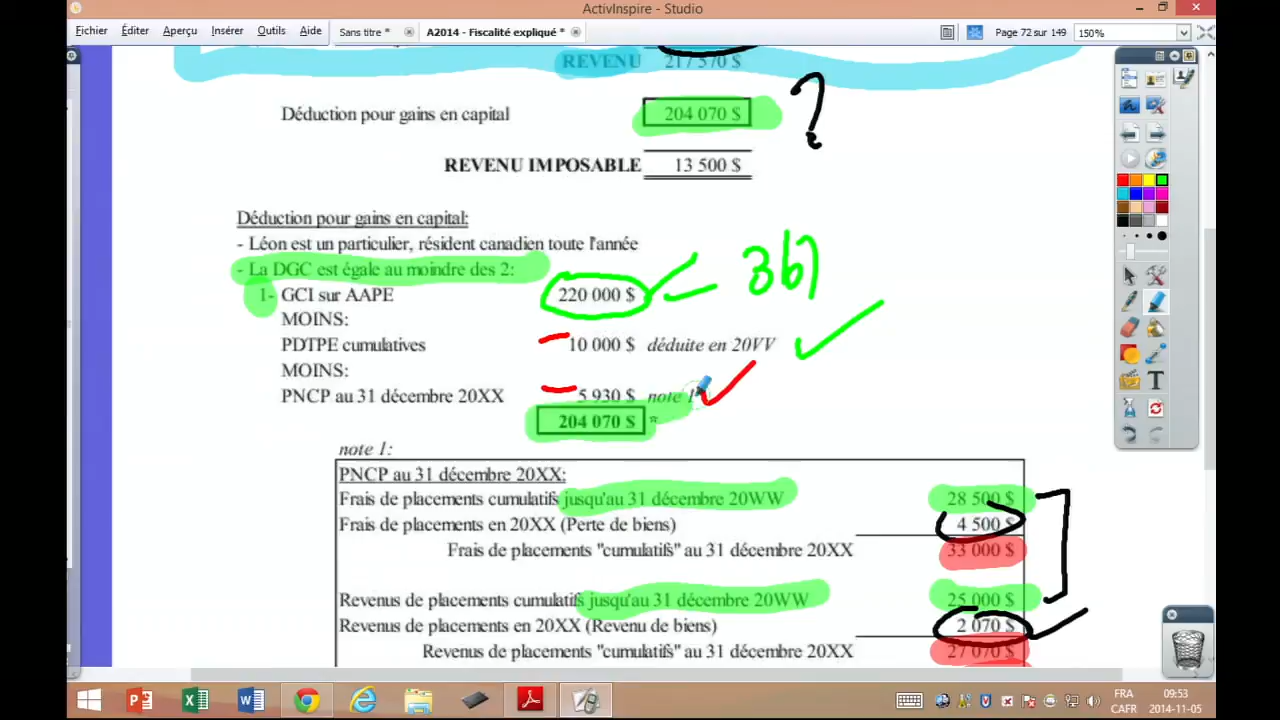 ActivInspire - Studio
Fichier Éditer Aperçu Insérer Outils Aide Sans titre * A2014 - Fiscalité expliqué * Page 72 sur 149 150%
REVENU 217 570 $
Déduction pour gains en capital 204 070 $ ?
REVENU IMPOSABLE 13 500 $
Déduction pour gains en capital:
- Léon est un particulier, résident canadien toute l'année
- La DGC est égale au moindre des 2:
1- GCI sur AAPE 220 000 $ 367
MOINS:
PDTPE cumulatives 10 000 $ déduite en 20VV
MOINS:
PNCP au 31 décembre 20XX 5 930 $ note 1
204 070 $ *
note 1:
PNCP au 31 décembre 20XX:
Frais de placements cumulatifs jusqu'au 31 décembre 20WW 28 500 $
Frais de placements en 20XX (Perte de biens) 4 500 $
Frais de placements "cumulatifs" au 31 décembre 20XX 33 000 $
Revenus de placements cumulatifs jusqu'au 31 décembre 20WW 25 000 $
Revenus de placements en 20XX (Revenu de biens) 2 070 $
Revenus de placements "cumulatifs" au 31 décembre 20XX 27 070 $
FRA 09:53
CAFR 2014-11-05